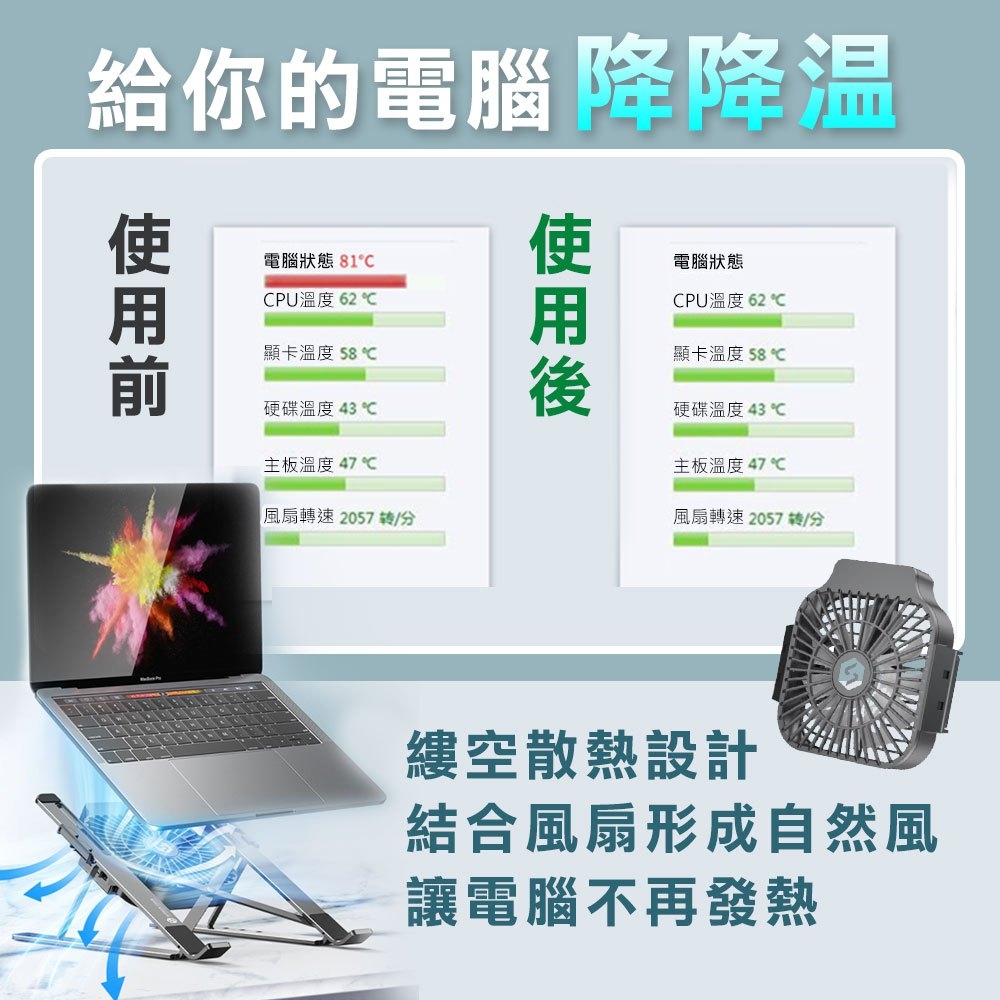 給你的電腦降降温
使用前
電腦狀態 81°C
CPU溫度 62 °C
顯卡溫度 58 °C
硬碟溫度 43 °C
主板溫度 47 °C
風扇轉速 2057 转/分
使用後
電腦狀態
CPU溫度 62 °C
顯卡溫度 58 °C
硬碟溫度 43 °C
主板溫度 47 °C
風扇轉速 2057 转/分
MacBook Pro
縷空散熱設計
結合風扇形成自然風
讓電腦不再發熱